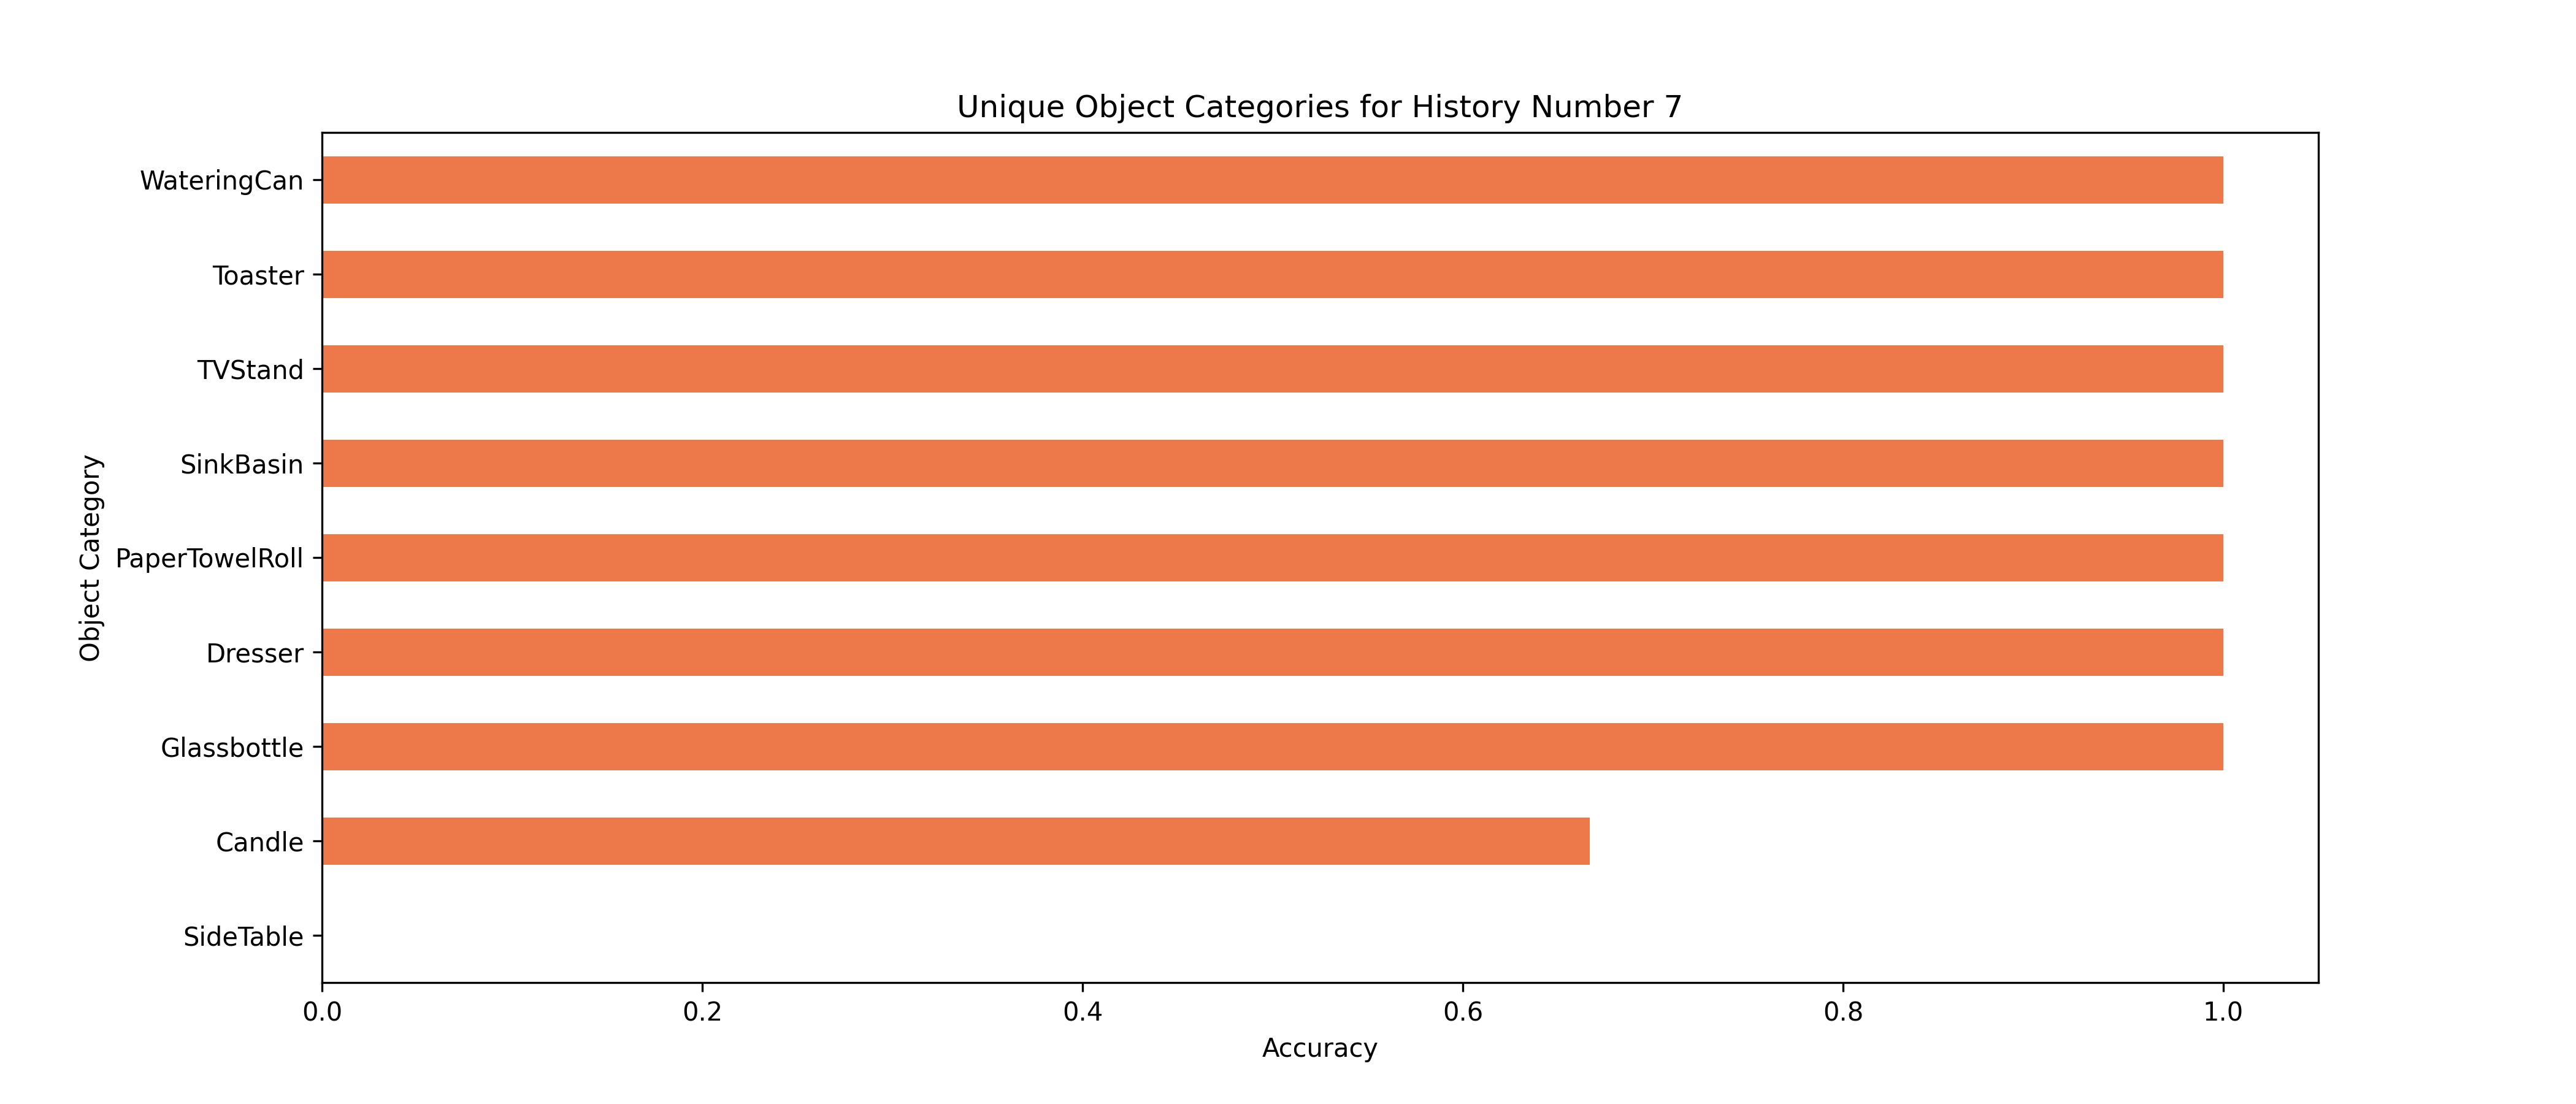 Unique Object Categories for History Number 7
WateringCan
Toaster
TVStand
SinkBasin
PaperTowelRoll
Dresser
Glassbottle
Candle
SideTable
Object Category
0.0 0.2 0.4 0.6 0.8 1.0
Accuracy